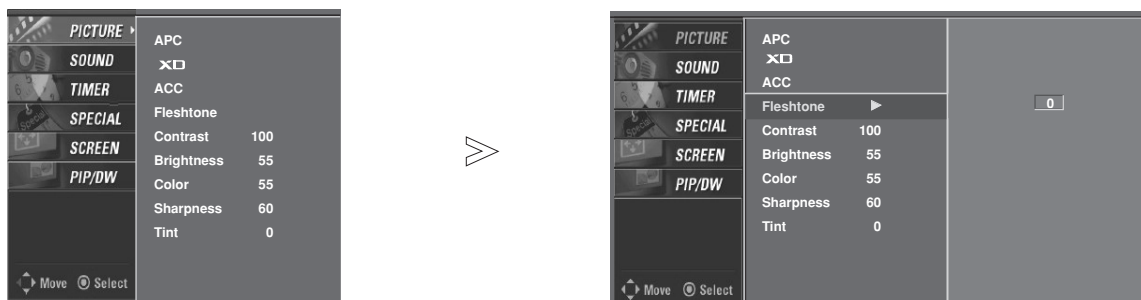 PICTURE
SOUND
TIMER
SPECIAL
SCREEN
PIP/DW
Move Select
APC
XD
ACC
Fleshtone
Contrast 100
Brightness 55
Color 55
Sharpness 60
Tint 0
PICTURE
SOUND
TIMER
SPECIAL
SCREEN
PIP/DW
Move Select
APC
XD
ACC
Fleshtone
Contrast 100
Brightness 55
Color 55
Sharpness 60
Tint 0
0